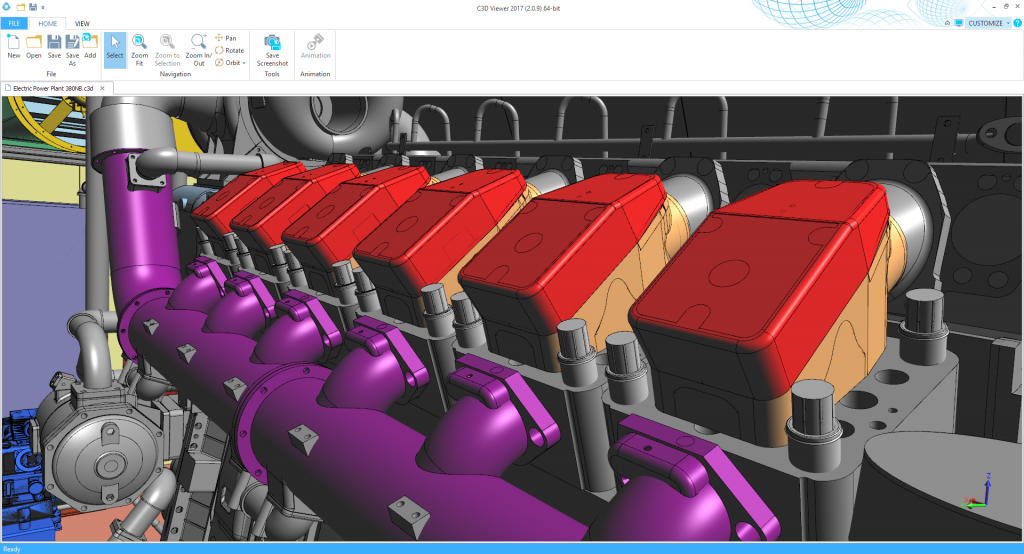 C3D Viewer 2017 (2.0.9) 64-bit
FILE HOME VIEW CUSTOMIZE
New Open Save Save As Add
File
Select Zoom Fit Zoom to Selection Zoom In/Out
Pan
Rotate
Orbit
Navigation
Save Screenshot
Tools
Animating
Animation
Electric Power Plant 380NB.c3d
Z
Ready